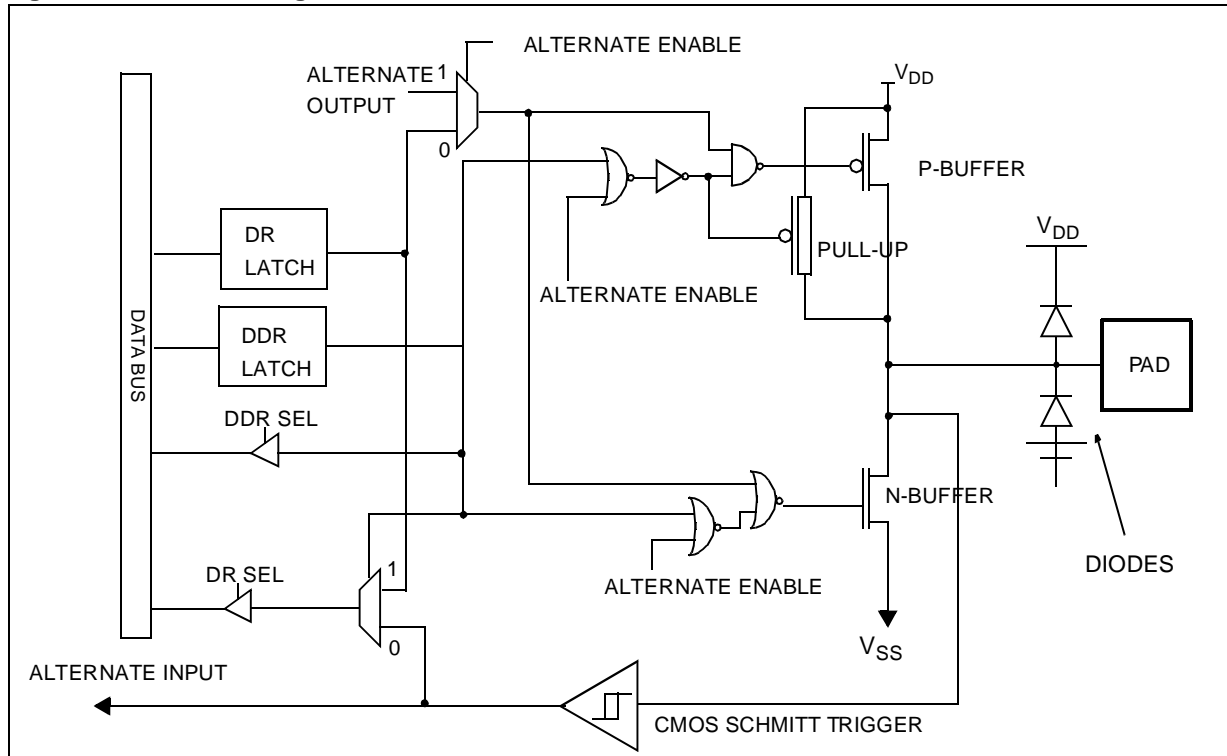 ALTERNATE ENABLE
ALTERNATE 1
OUTPUT
0
VDD
P-BUFFER
DR
LATCH
PULL-UP
VDD
ALTERNATE ENABLE
DATA BUS
DDR
LATCH
PAD
DDR SEL
N-BUFFER
DIODES
DR SEL
1
ALTERNATE ENABLE
0
VSS
ALTERNATE INPUT
CMOS SCHMITT TRIGGER